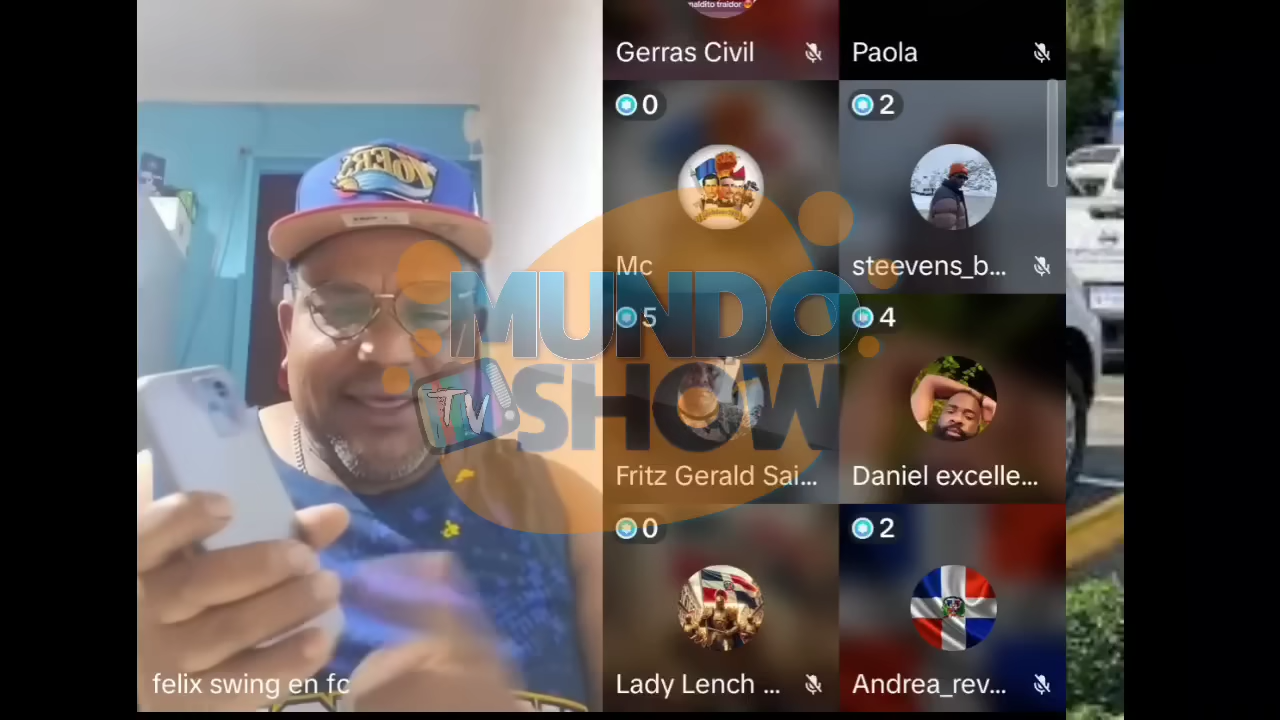 maldito traidor
Gerras Civil
Paola
0
2
Mc
steevens_b...
5
4
Fritz Gerald Sai...
Daniel excelle...
0
2
Lady Lench ...
Andrea_rev...
felix swing en fc
76ERS
MUNDO
TV
SHOW